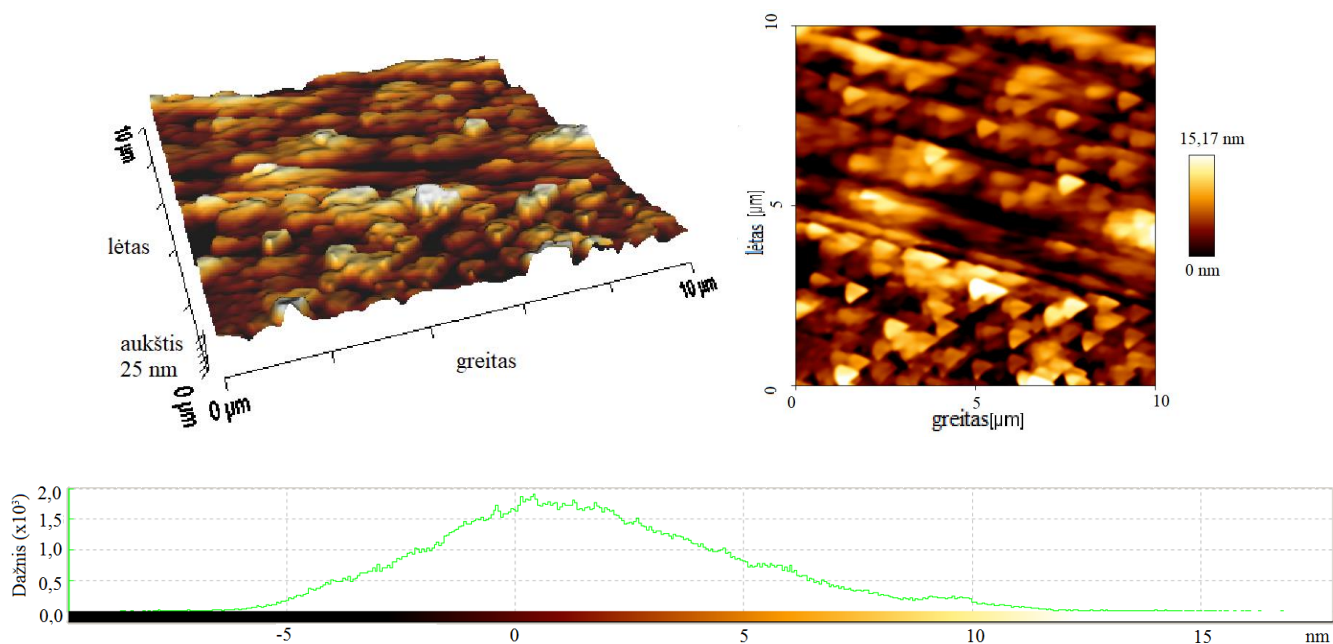 10 µm
lėtas
aukštis
25 nm
0 µm
0 µm
greitas
10 µm
10
5
0
lėtas [µm]
0
5
10
greitas[µm]
15,17 nm
0 nm
Dažnis (x10³)
2,0
1,5
1,0
0,5
0,0
-5
0
5
10
15
nm